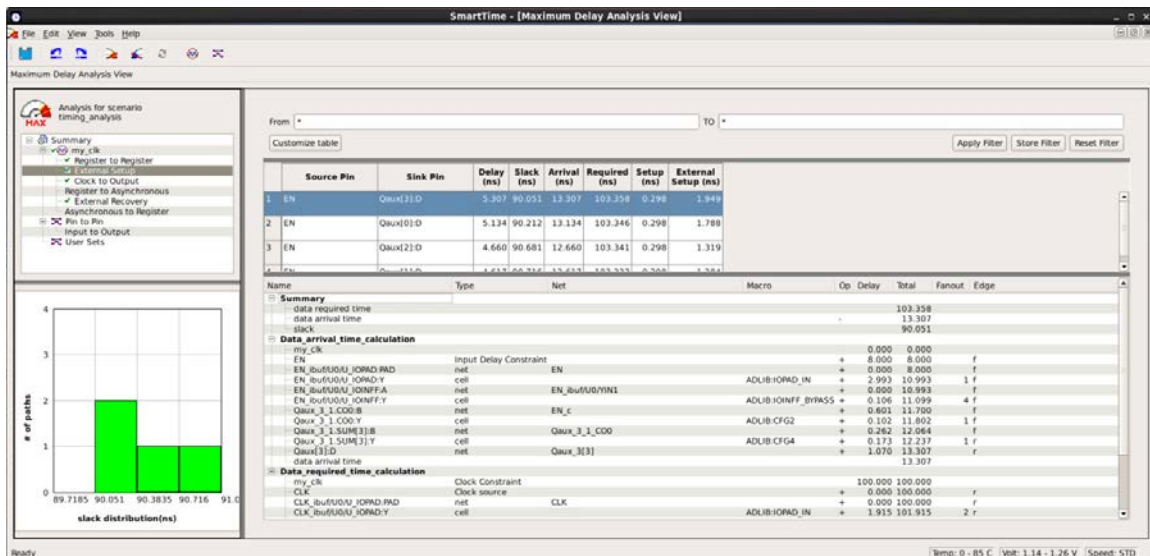 SmartTime - [Maximum Delay Analysis View]
File Edit View Tools Help
Maximum Delay Analysis View
MAX
Analysis for scenario
timing_analysis
Summary
my_clk
Register to Register
External Setup
Clock to Output
Register to Asynchronous
External Recovery
Asynchronous to Register
Pin to Pin
Input to Output
User Sets
From * TO *
Customize table Apply Filter Store Filter Reset Filter
Source Pin Sink Pin Delay (ns) Slack (ns) Arrival (ns) Required (ns) Setup (ns) External Setup (ns)
1 EN Qaux[3]:D 5.307 90.051 13.307 103.358 0.298 1.949
2 EN Qaux[0]:D 5.134 90.212 13.134 103.346 0.298 1.788
3 EN Qaux[2]:D 4.660 90.681 12.660 103.341 0.298 1.319
Name Type Net Macro Op Delay Total Fanout Edge
Summary
data required time 103.358
data arrival time - 13.307
slack 90.051
Data_arrival_time_calculation
my_clk 0.000 0.000
EN Input Delay Constraint + 8.000 8.000 f
EN_ibuf/U0/U_IOPAD:PAD net EN + 0.000 8.000 f
EN_ibuf/U0/U_IOPAD:Y cell ADLIB:IOPAD_IN + 2.993 10.993 1 f
EN_ibuf/U0/U_IOINFF:A net EN_ibuf/U0/YIN1 + 0.000 10.993 f
EN_ibuf/U0/U_IOINFF:Y cell ADLIB:IOINFF_BYPASS + 0.106 11.099 4 f
Qaux_3_1.CO0:B net EN_c + 0.601 11.700 f
Qaux_3_1.CO0:Y cell ADLIB:CFG2 + 0.102 11.802 1 f
Qaux_3_1.SUM[3]:B net Qaux_3_1_CO0 + 0.262 12.064 f
Qaux_3_1.SUM[3]:Y cell ADLIB:CFG4 + 0.173 12.237 1 r
Qaux[3]:D net Qaux_3[3] + 1.070 13.307 r
data arrival time 13.307
Data_required_time_calculation
my_clk Clock Constraint 100.000 100.000
CLK Clock source + 0.000 100.000 r
CLK_ibuf/U0/U_IOPAD:PAD net CLK + 0.000 100.000 r
CLK_ibuf/U0/U_IOPAD:Y cell ADLIB:IOPAD_IN + 1.915 101.915 2 r
# of paths
4
3
2
1
0
89.7185 90.051 90.3835 90.716 91.0
slack distribution(ns)
Ready Temp: 0 - 85 C Volt: 1.14 - 1.26 V Speed: STD